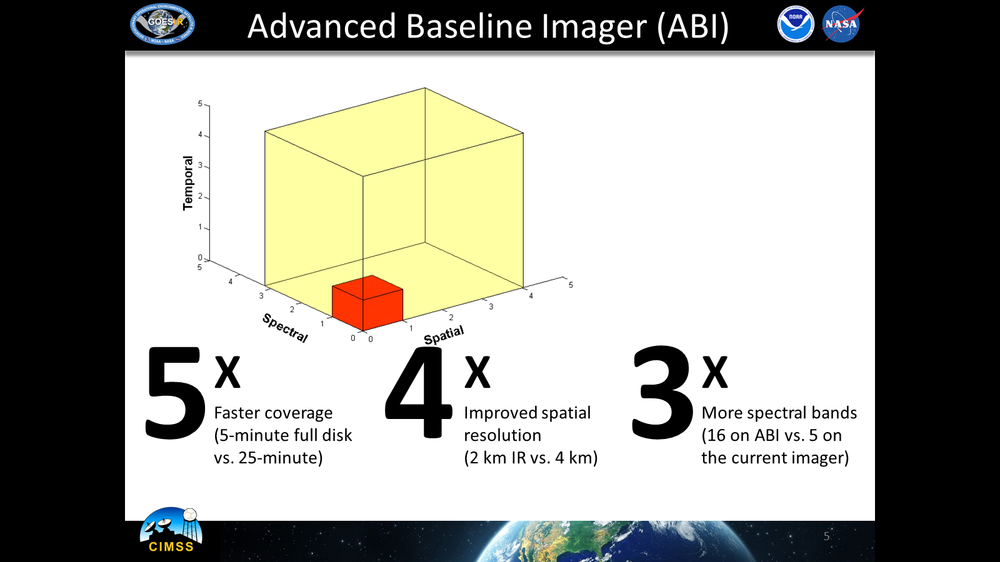 GOES R
NOAA - NASA
Advanced Baseline Imager (ABI)
NOAA
NASA
5
4
3
2
1
0
Temporal
5
4
3
2
1
0
Spectral
0
1
2
3
4
5
Spatial
5 X
Faster coverage
(5-minute full disk
vs. 25-minute)
4 X
Improved spatial
resolution
(2 km IR vs. 4 km)
3 X
More spectral bands
(16 on ABI vs. 5 on
the current imager)
CIMSS
5